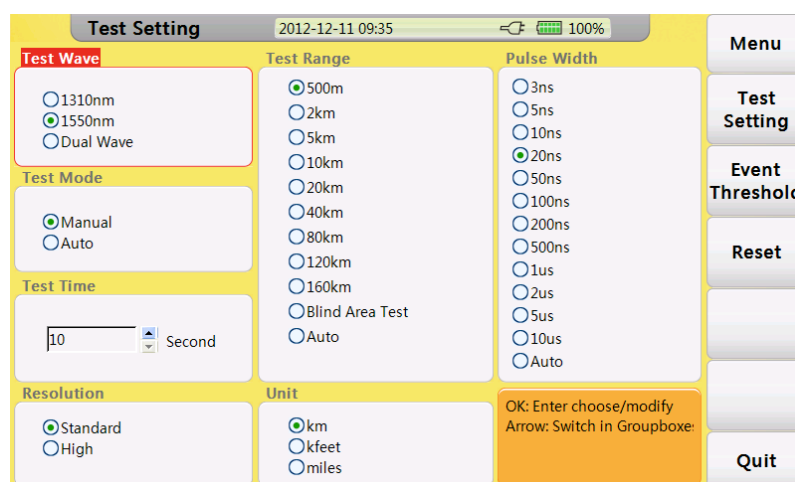 Test Setting
2012-12-11 09:35
100%
Test Wave
1310nm
1550nm
Dual Wave
Test Mode
Manual
Auto
Test Time
10
Second
Resolution
Standard
High
Test Range
500m
2km
5km
10km
20km
40km
80km
120km
160km
Blind Area Test
Auto
Unit
km
kfeet
miles
Pulse Width
3ns
5ns
10ns
20ns
50ns
100ns
200ns
500ns
1us
2us
5us
10us
Auto
OK: Enter choose/modify
Arrow: Switch in Groupboxe
Menu
Test
Setting
Event
Threshol
Reset
Quit